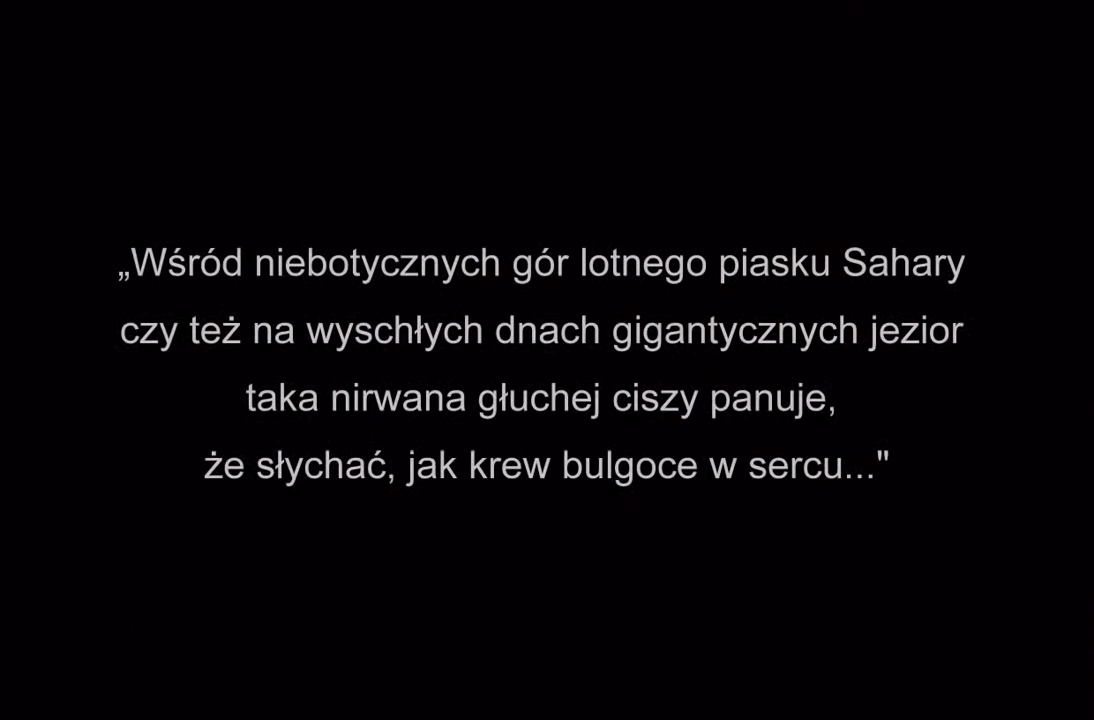 „Wśród niebotycznych gór lotnego piasku Sahary
czy też na wyschłych dnach gigantycznych jezior
taka nirwana głuchej ciszy panuje,
że słychać, jak krew bulgoce w sercu..."